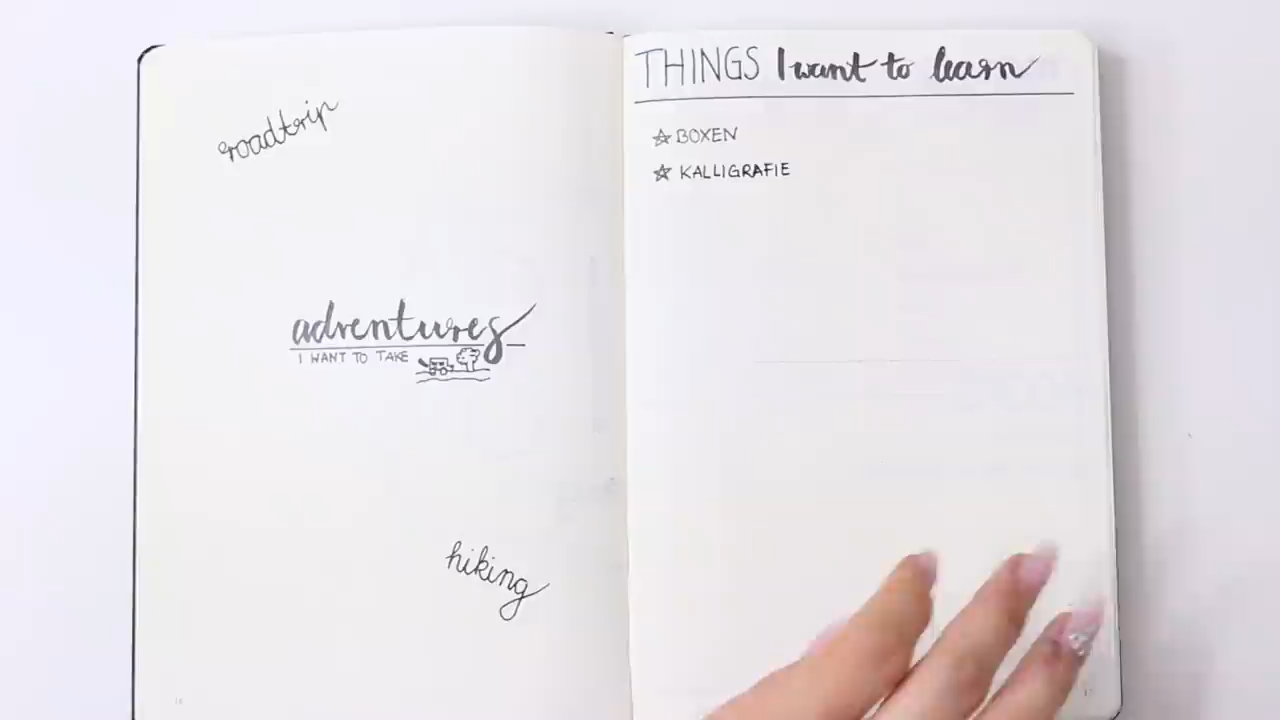 roadtrip
adventures
I WANT TO TAKE
hiking
THINGS I want to learn
BOXEN
KALLIGRAFIE